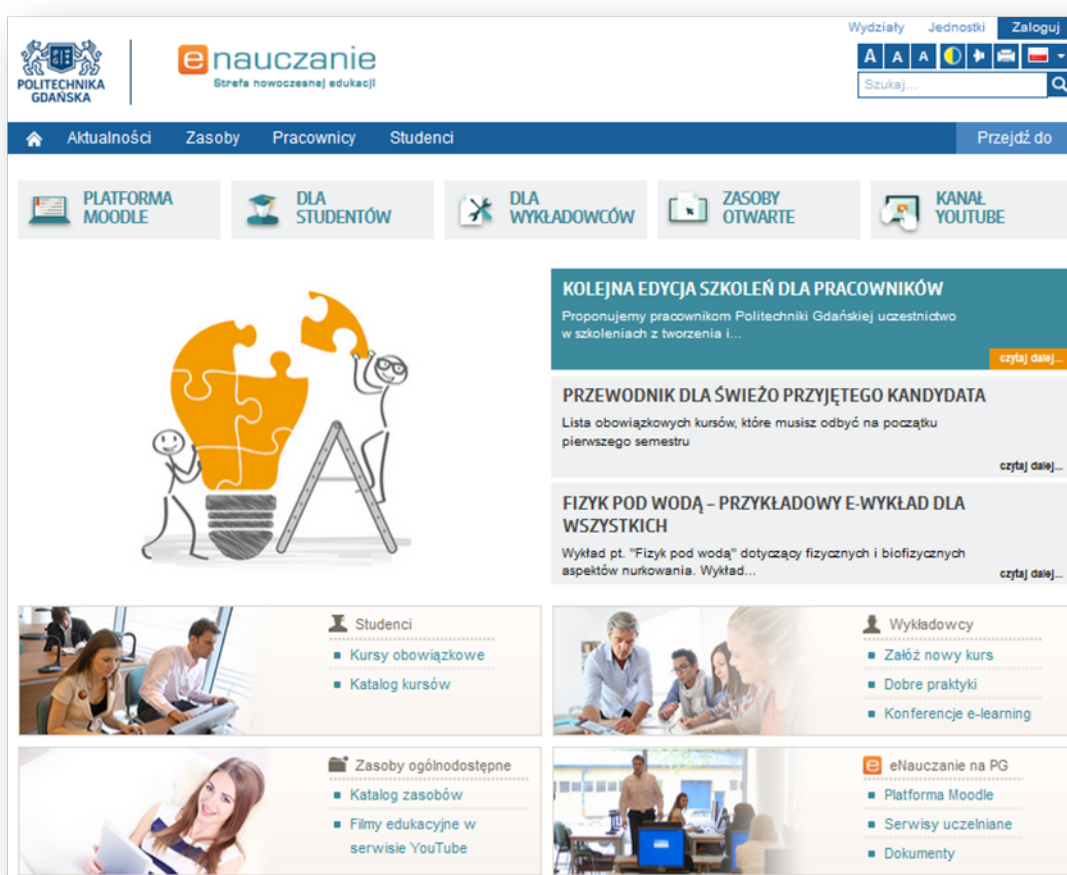 Wydziały Jednostki Zaloguj
POLITECHNIKA
GDAŃSKA
e nauczanie
Strefa nowoczesnej edukacji
A A A
Szukaj...
Aktualności Zasoby Pracownicy Studenci Przejdź do
PLATFORMA
MOODLE
DLA
STUDENTÓW
DLA
WYKŁADOWCÓW
ZASOBY
OTWARTE
KANAŁ
YOUTUBE
KOLEJNA EDYCJA SZKOLEŃ DLA PRACOWNIKÓW
Proponujemy pracownikom Politechniki Gdańskiej uczestnictwo
w szkoleniach z tworzenia i...
czytaj dalej...
PRZEWODNIK DLA ŚWIEŻO PRZYJĘTEGO KANDYDATA
Lista obowiązkowych kursów, które musisz odbyć na początku
pierwszego semestru
czytaj dalej...
FIZYK POD WODĄ – PRZYKŁADOWY E-WYKŁAD DLA
WSZYSTKICH
Wykład pt. "Fizyk pod wodą" dotyczący fizycznych i biofizycznych
aspektów nurkowania. Wykład...
czytaj dalej...
Studenci
Kursy obowiązkowe
Katalog kursów
Wykładowcy
Załóż nowy kurs
Dobre praktyki
Konferencje e-learning
Zasoby ogólnodostępne
Katalog zasobów
Filmy edukacyjne w
serwisie YouTube
e eNauczanie na PG
Platforma Moodle
Serwisy uczelniane
Dokumenty